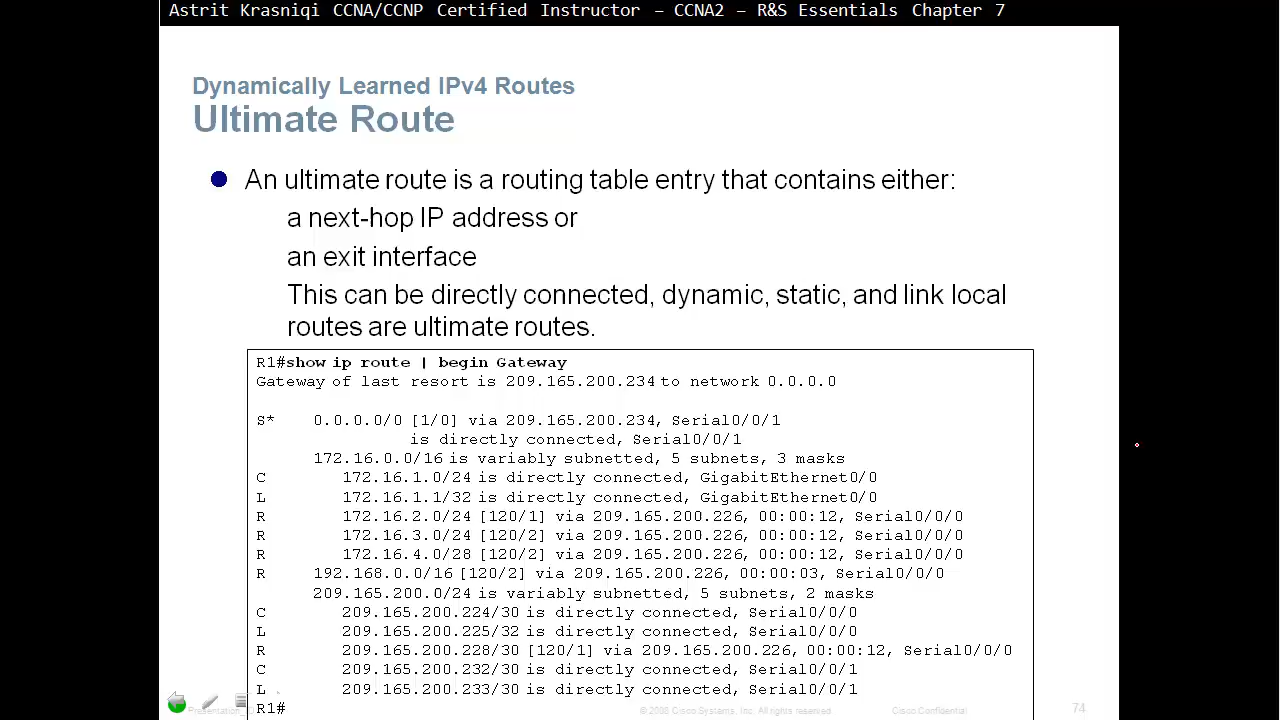 Astrit Krasniqi CCNA/CCNP Certified Instructor – CCNA2 – R&S Essentials Chapter 7
Dynamically Learned IPv4 Routes
Ultimate Route
An ultimate route is a routing table entry that contains either:
a next-hop IP address or
an exit interface
This can be directly connected, dynamic, static, and link local
routes are ultimate routes.
R1#show ip route | begin Gateway
Gateway of last resort is 209.165.200.234 to network 0.0.0.0
S* 0.0.0.0/0 [1/0] via 209.165.200.234, Serial0/0/1
is directly connected, Serial0/0/1
172.16.0.0/16 is variably subnetted, 5 subnets, 3 masks
C 172.16.1.0/24 is directly connected, GigabitEthernet0/0
L 172.16.1.1/32 is directly connected, GigabitEthernet0/0
R 172.16.2.0/24 [120/1] via 209.165.200.226, 00:00:12, Serial0/0/0
R 172.16.3.0/24 [120/2] via 209.165.200.226, 00:00:12, Serial0/0/0
R 172.16.4.0/28 [120/2] via 209.165.200.226, 00:00:12, Serial0/0/0
R 192.168.0.0/16 [120/2] via 209.165.200.226, 00:00:03, Serial0/0/0
209.165.200.0/24 is variably subnetted, 5 subnets, 2 masks
C 209.165.200.224/30 is directly connected, Serial0/0/0
L 209.165.200.225/32 is directly connected, Serial0/0/0
R 209.165.200.228/30 [120/1] via 209.165.200.226, 00:00:12, Serial0/0/0
C 209.165.200.232/30 is directly connected, Serial0/0/1
L 209.165.200.233/30 is directly connected, Serial0/0/1
R1#
Presentation_ © 2008 Cisco Systems, Inc. All rights reserved. Cisco Confidential 74